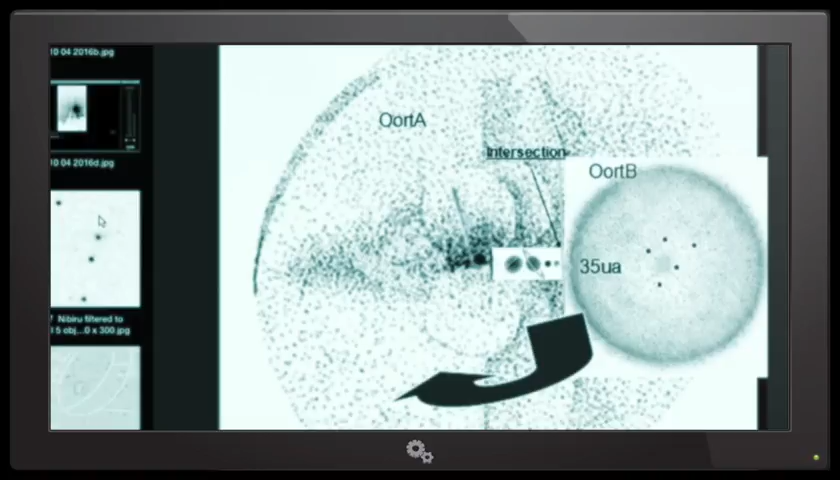 10 04 2016b.jpg
10 04 2016d.jpg
Nibiru filtered to
5 obj...0 x 300.jpg
OortA
Intersection
OortB
35ua